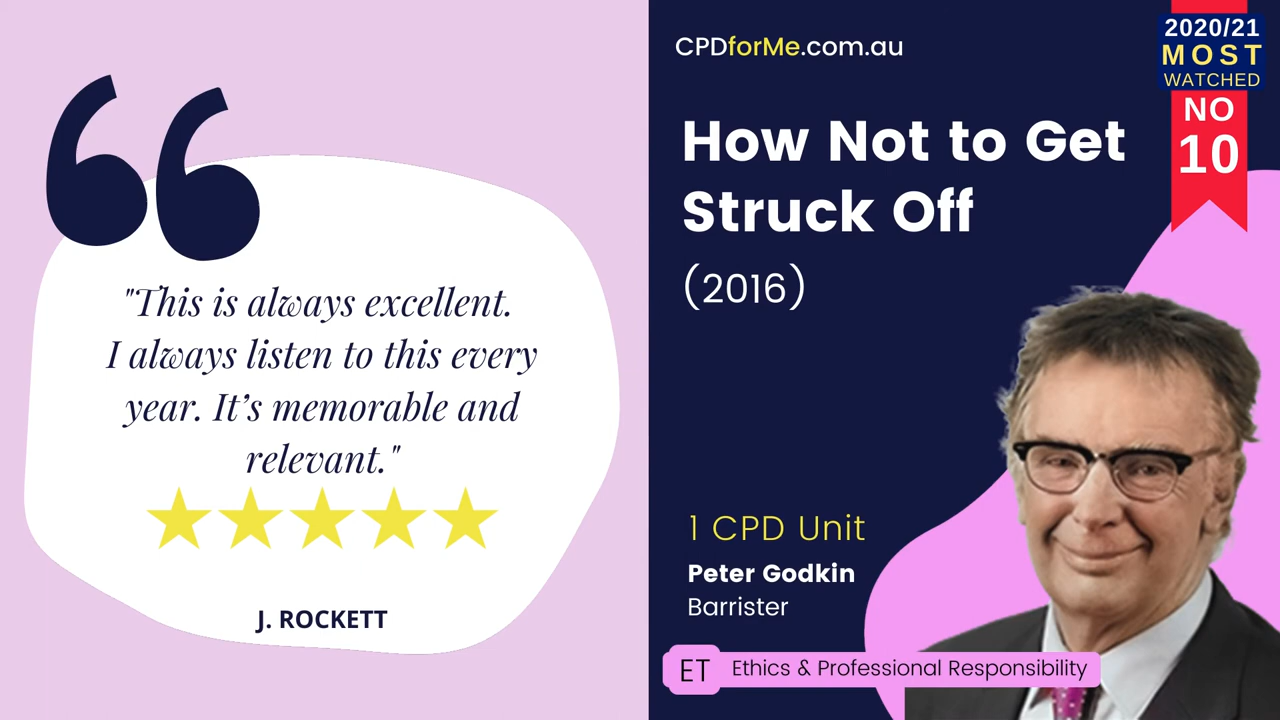 "This is always excellent.
I always listen to this every
year. It’s memorable and
relevant."
J. ROCKETT
CPDforMe.com.au
2020/21
MOST
WATCHED
NO
10
How Not to Get
Struck Off
(2016)
1 CPD Unit
Peter Godkin
Barrister
ET Ethics & Professional Responsibility